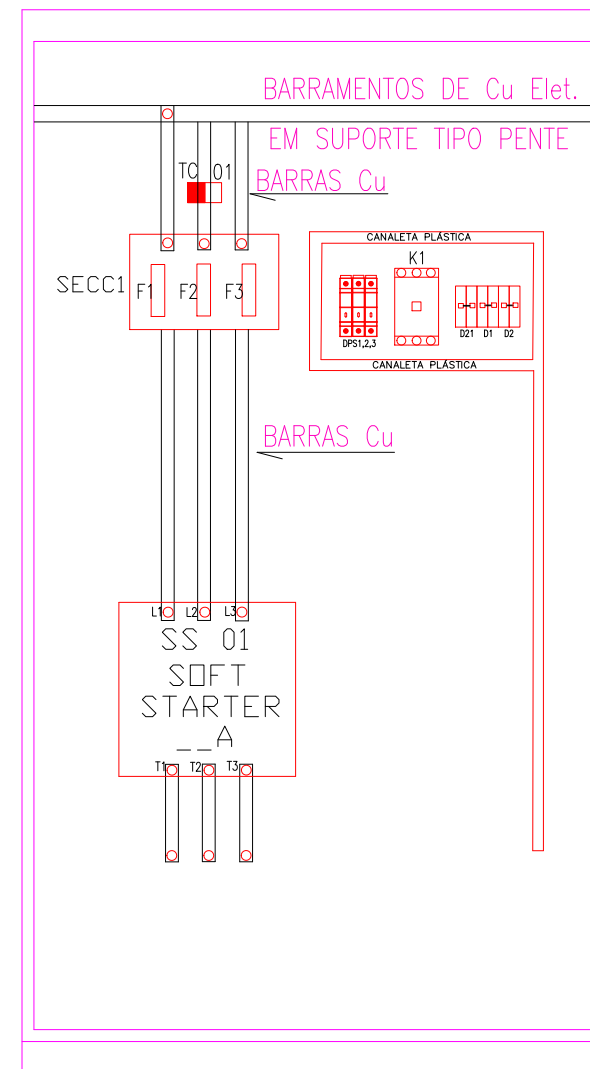 BARRAMENTOS DE Cu Elet.
EM SUPORTE TIPO PENTE
TC 01
BARRAS Cu
CANALETA PLÁSTICA
K1
SECC1
F1 F2 F3
DPS1,2,3
D21 D1 D2
CANALETA PLÁSTICA
BARRAS Cu
L1 L2 L3
SS 01
SOFT
STARTER
__A
T1 T2 T3